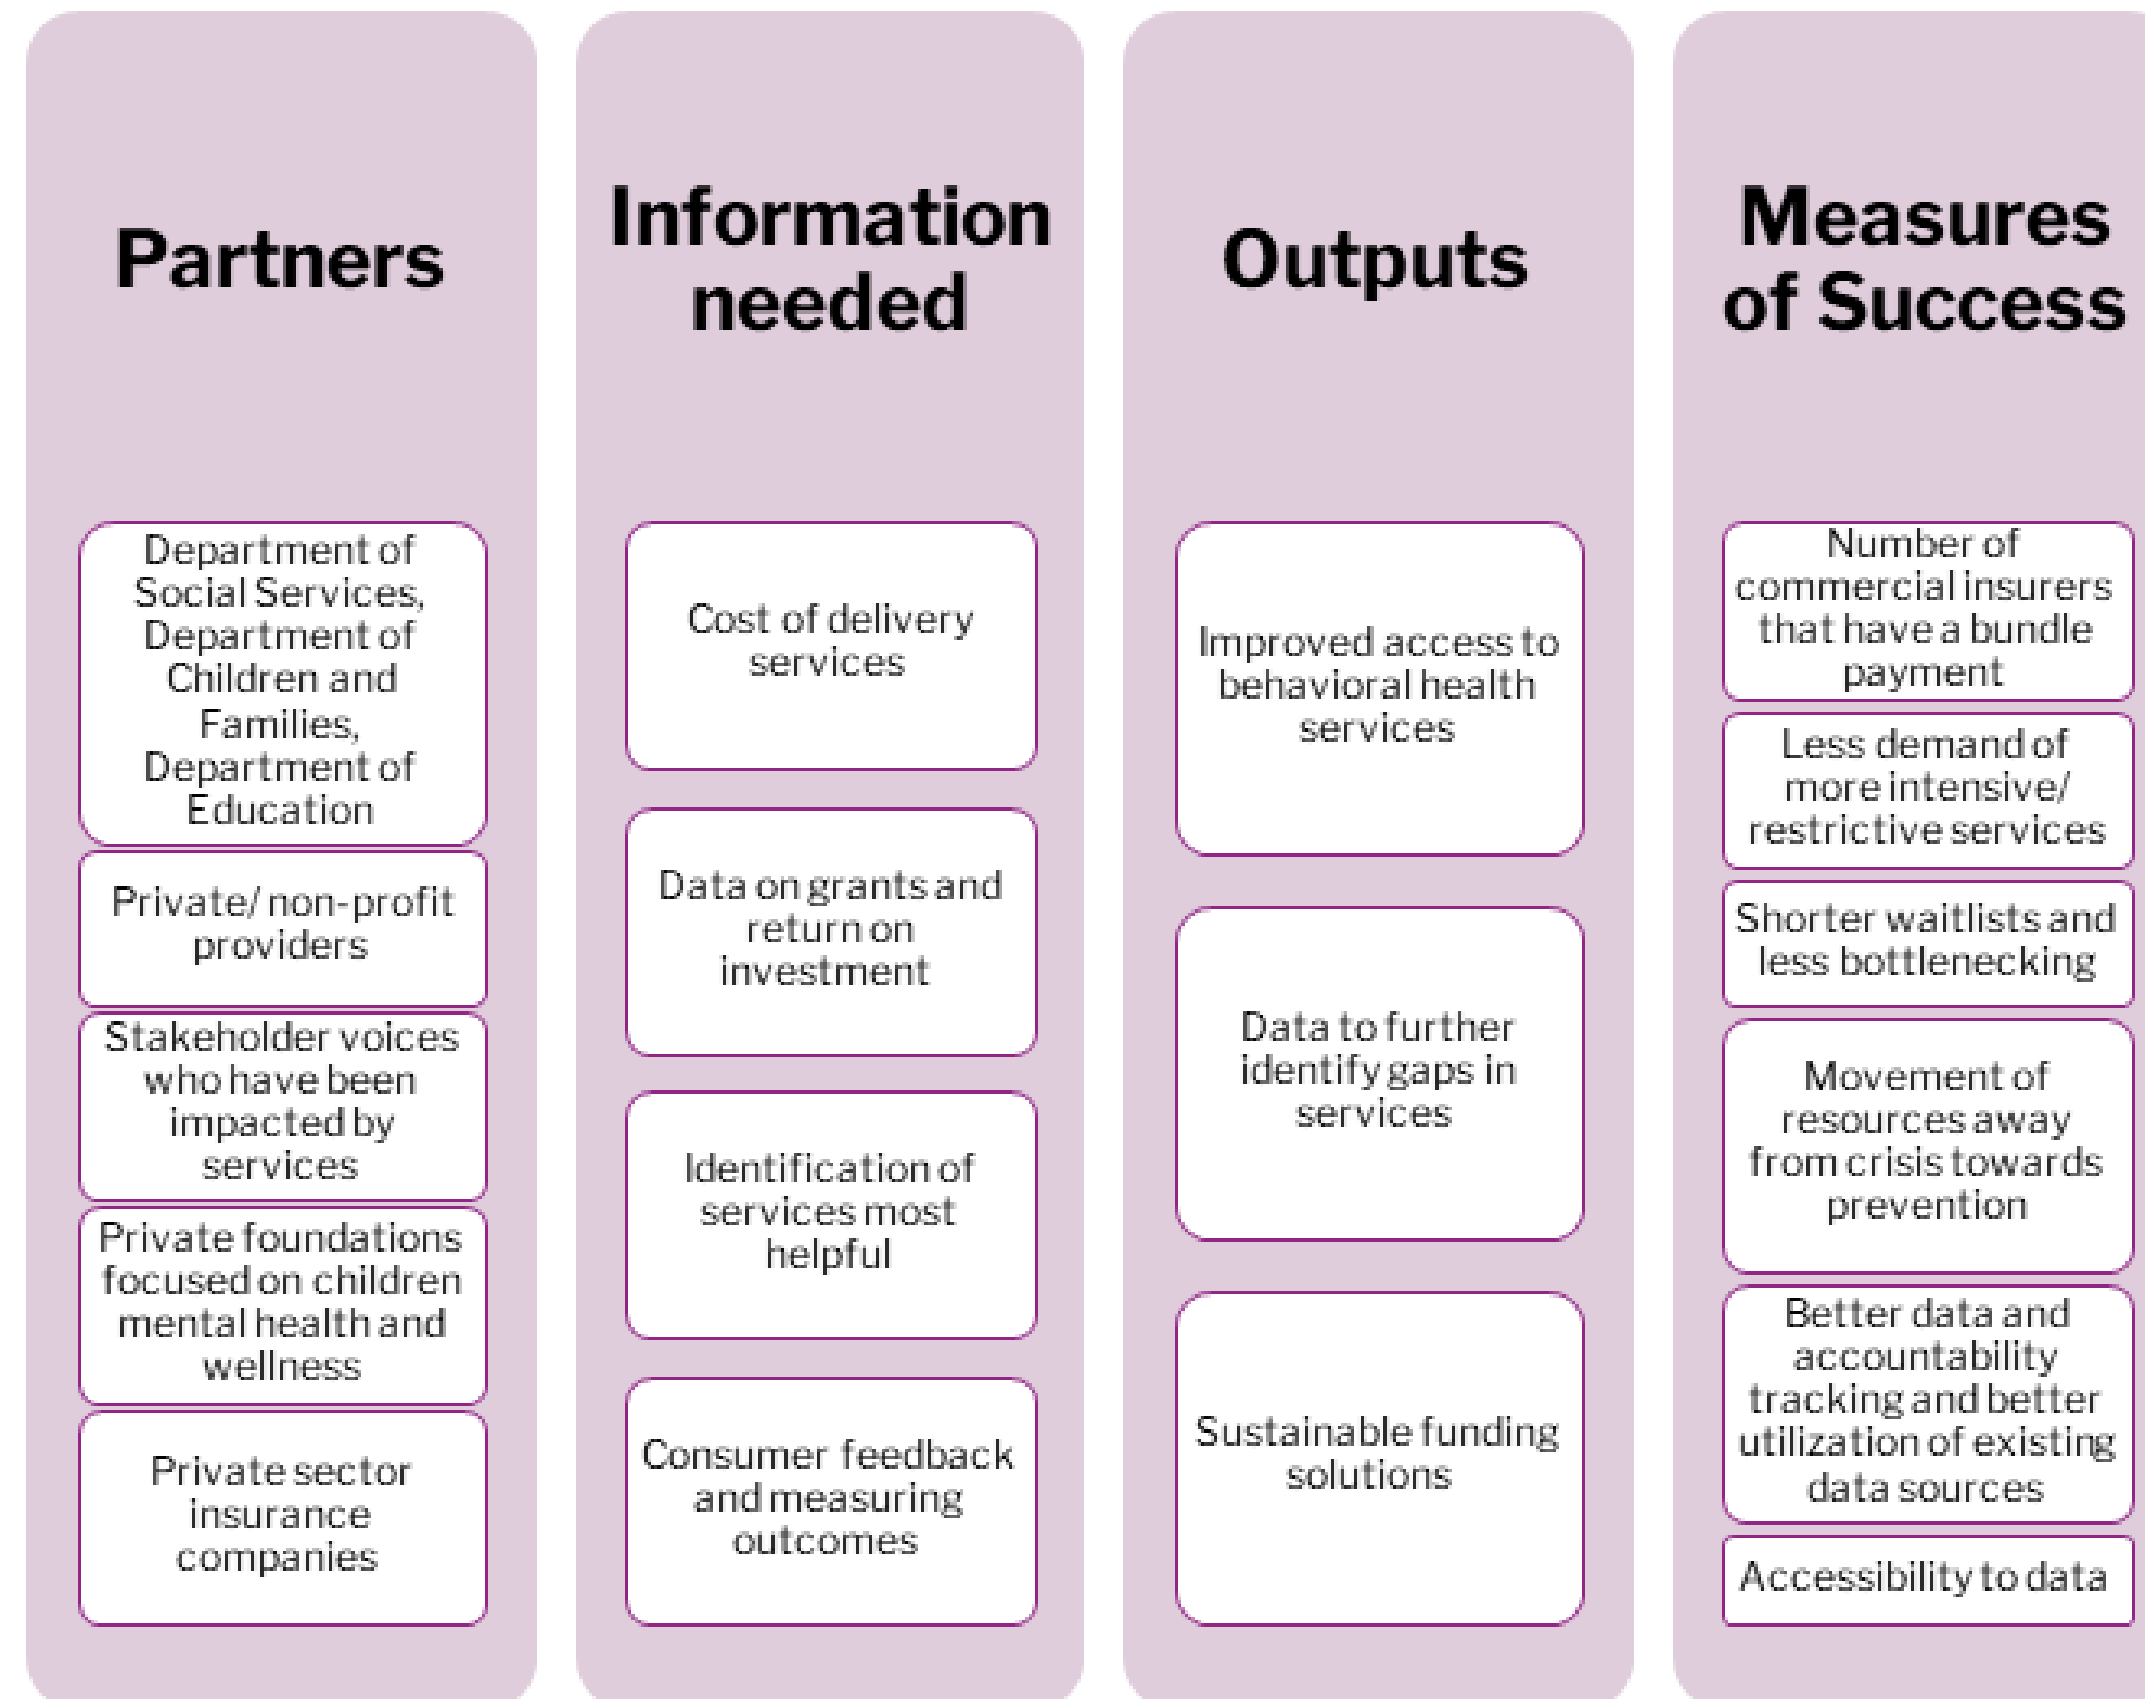 Partners
Department of
Social Services,
Department of
Children and
Families,
Department of
Education
Private/ non-profit
providers
Stakeholder voices
who have been
impacted by
services
Private foundations
focused on children
mental health and
wellness
Private sector
insurance
companies
Information
needed
Cost of delivery
services
Data on grants and
return on
investment
Identification of
services most
helpful
Consumer feedback
and measuring
outcomes
Outputs
Improved access to
behavioral health
services
Data to further
identify gaps in
services
Sustainable funding
solutions
Measures
of Success
Number of
commercial insurers
that have a bundle
payment
Less demand of
more intensive/
restrictive services
Shorter waitlists and
less bottlenecking
Movement of
resources away
from crisis towards
prevention
Better data and
accountability
tracking and better
utilization of existing
data sources
Accessibility to data